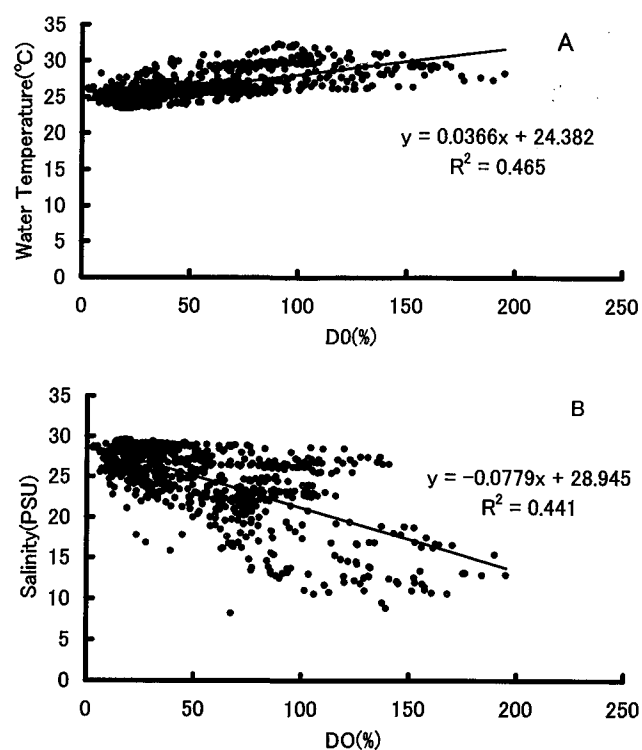 35
30
25
20
15
10
5
0
Water Temperature(℃)
A
y = 0.0366x + 24.382
R² = 0.465
0 50 100 150 200 250
D0(%)
35
30
25
20
15
10
5
0
Salinity(PSU)
B
y = −0.0779x + 28.945
R² = 0.441
0 50 100 150 200 250
DO(%)